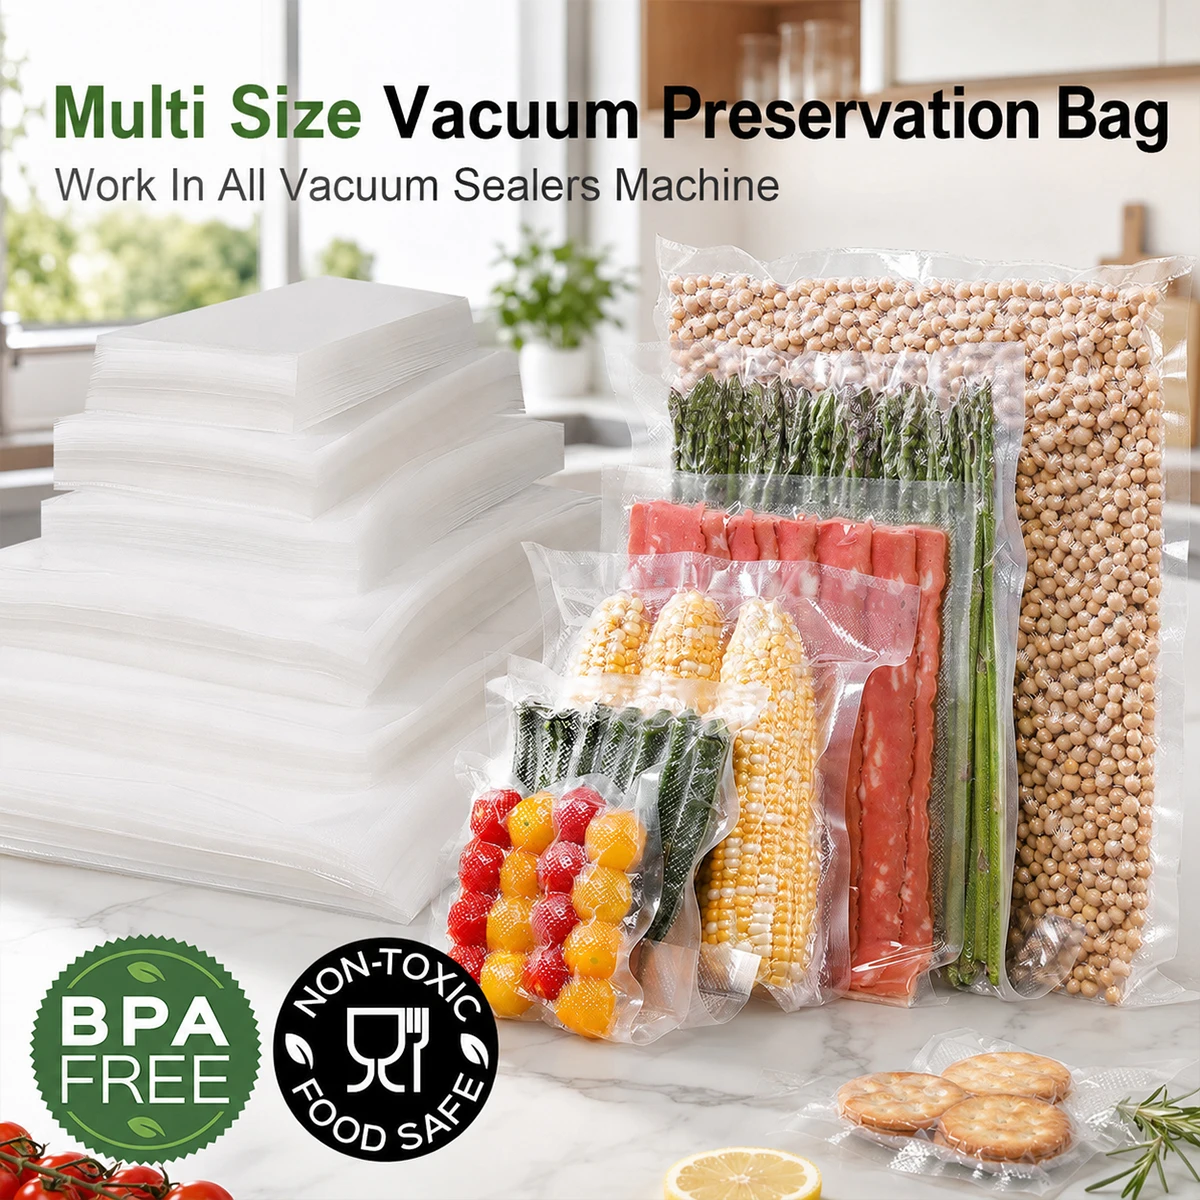 Multi Size Vacuum Preservation Bag
Work In All Vacuum Sealers Machine
BPA
FREE
NON-TOXIC
FOOD SAFE